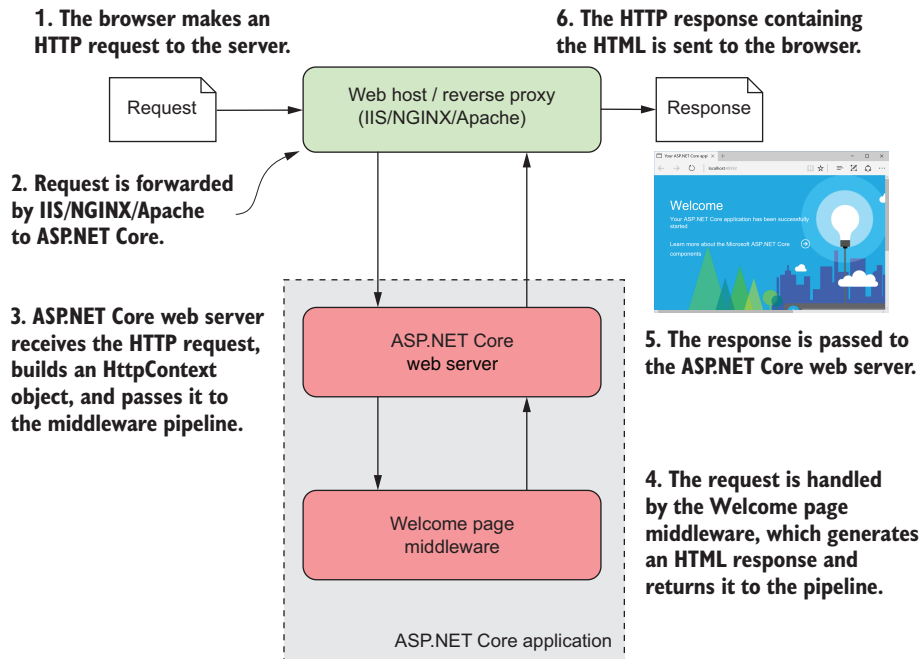 1. The browser makes an
HTTP request to the server.
6. The HTTP response containing
the HTML is sent to the browser.
Request
Web host / reverse proxy
(IIS/NGINX/Apache)
Response
2. Request is forwarded
by IIS/NGINX/Apache
to ASP.NET Core.
Your ASP.NET Core appl
localhost
Welcome
Your ASP.NET Core application has been successfully
started
Learn more about the Microsoft ASP.NET Core
components
3. ASP.NET Core web server
receives the HTTP request,
builds an HttpContext
object, and passes it to
the middleware pipeline.
ASP.NET Core
web server
5. The response is passed to
the ASP.NET Core web server.
Welcome page
middleware
4. The request is handled
by the Welcome page
middleware, which generates
an HTML response and
returns it to the pipeline.
ASP.NET Core application